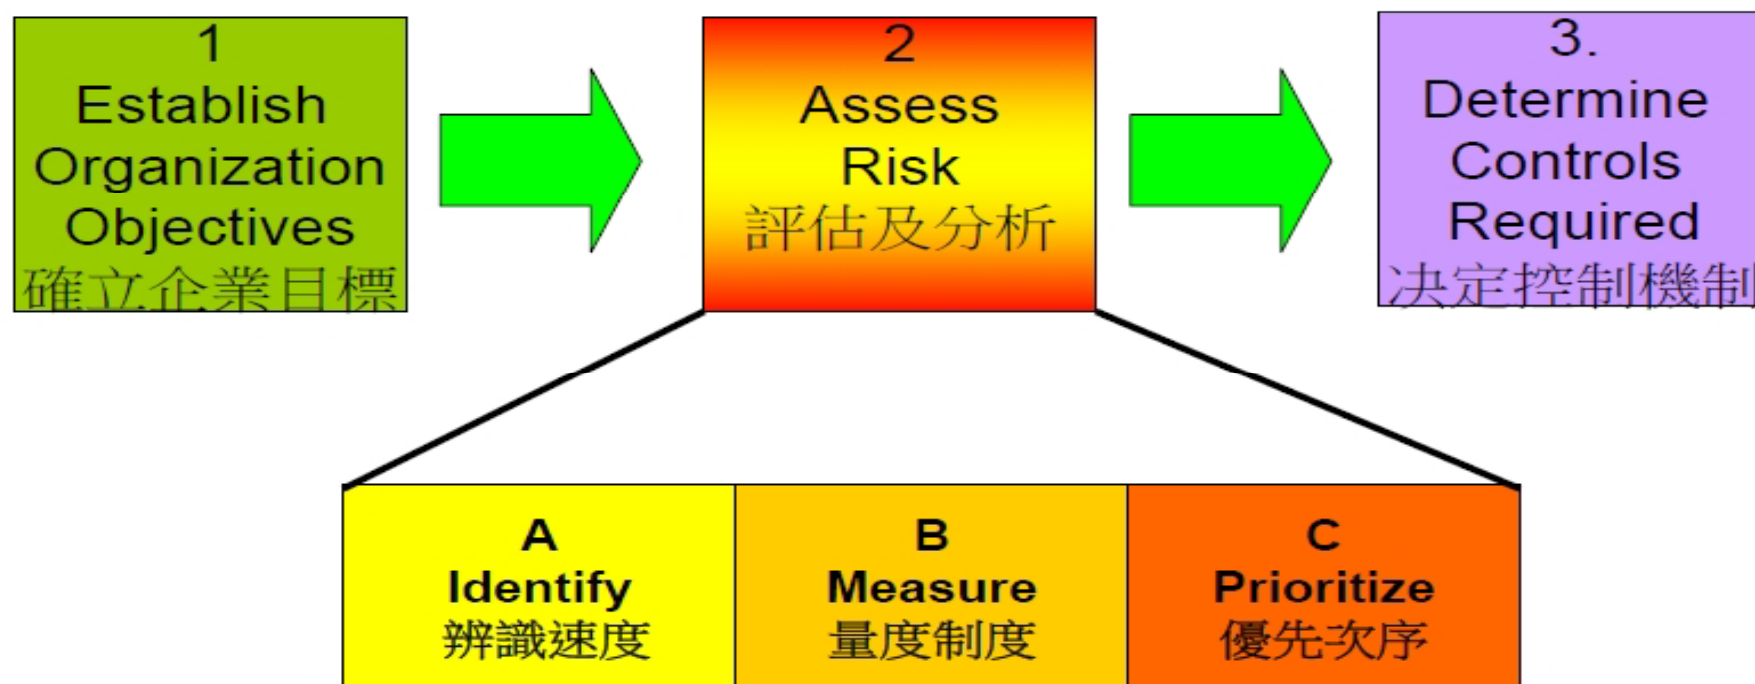 1
Establish
Organization
Objectives
確立企業目標
2
Assess
Risk
評估及分析
3.
Determine
Controls
Required
决定控制機制
A
Identify
辨識速度
B
Measure
量度制度
C
Prioritize
優先次序